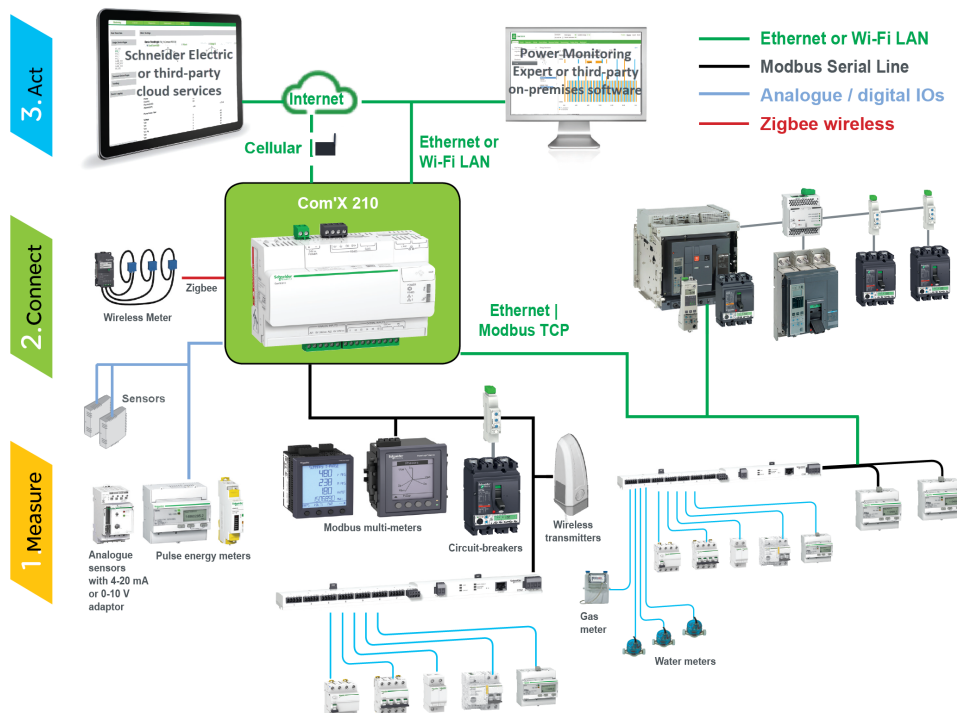 3. Act
Schneider Electric
or third-party
cloud services
Internet
Power Monitoring
Expert or third-party
on-premises software
Ethernet or Wi-Fi LAN
Modbus Serial Line
Analogue / digital IOs
Zigbee wireless
Cellular
Ethernet or
Wi-Fi LAN
2. Connect
Com'X 210
Schneider
Zigbee
Wireless Meter
Ethernet |
Modbus TCP
Sensors
1 Measure
Analogue
sensors
with 4-20 mA
or 0-10 V
adaptor
Pulse energy meters
Modbus multi-meters
Circuit-breakers
Wireless
transmitters
Gas
meter
Water meters